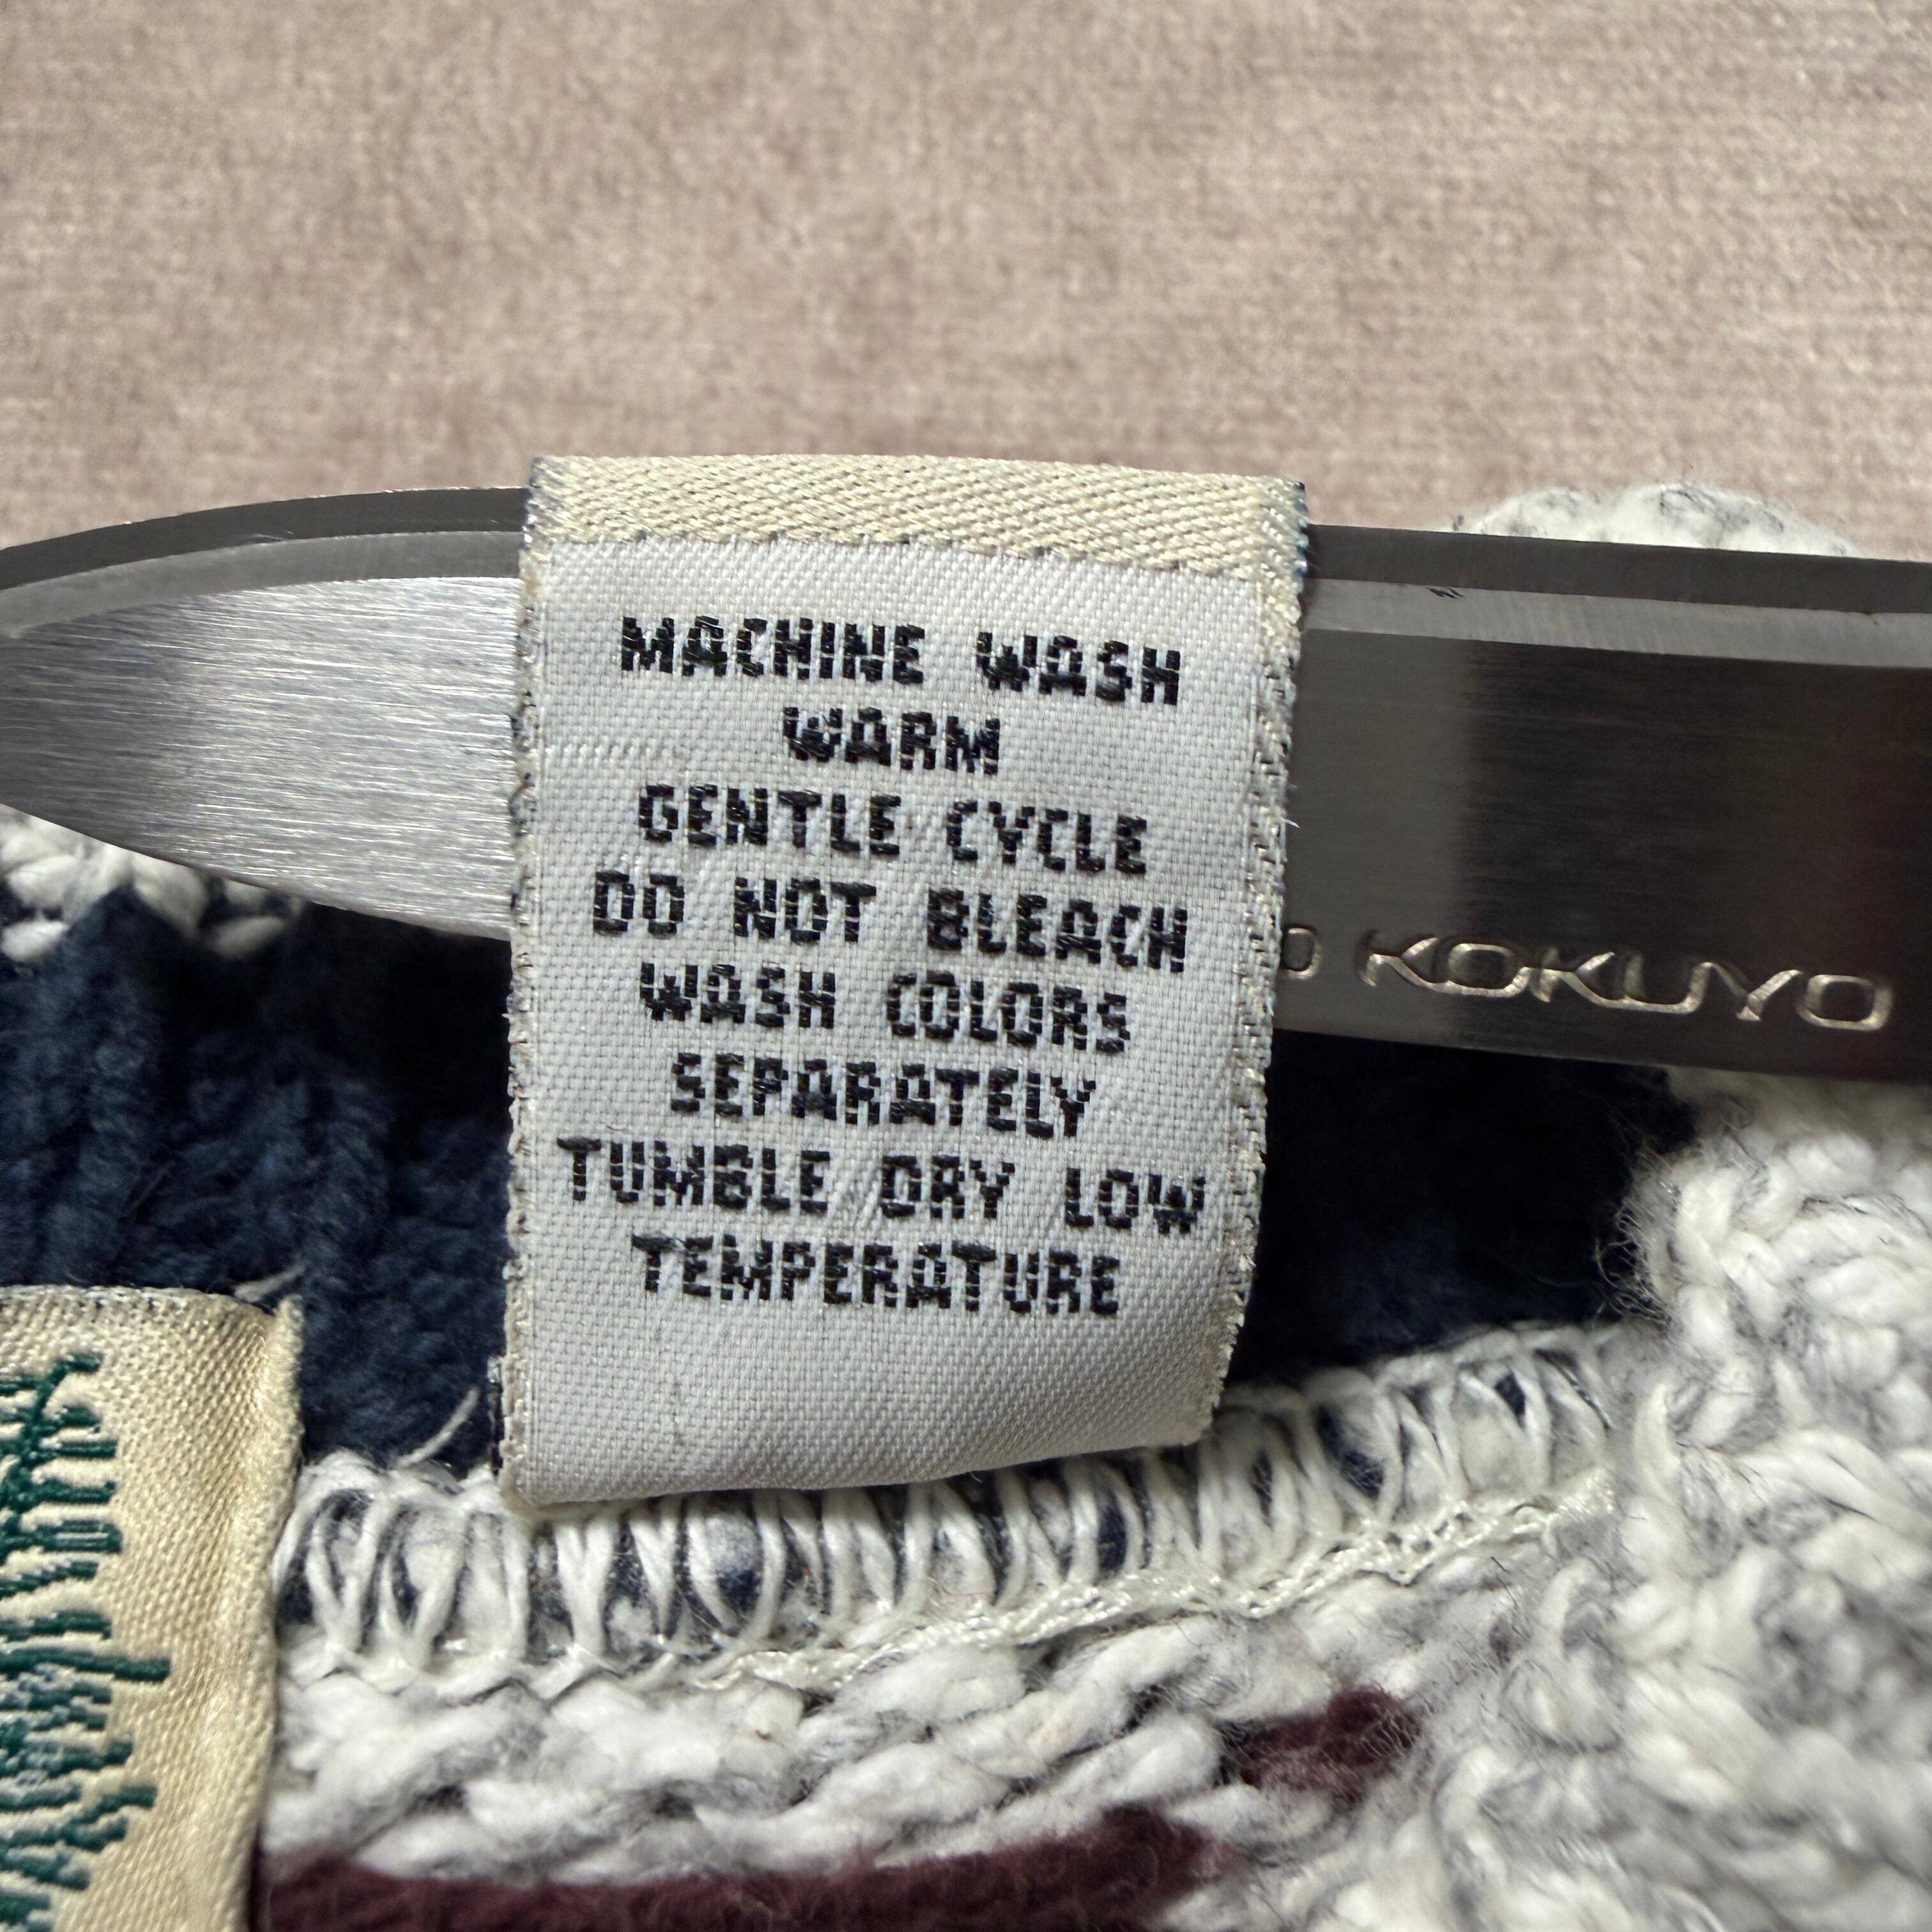 MACHINE WASH
WARM
GENTLE CYCLE
DO NOT BLEACH
WASH COLORS
SEPARATELY
TUMBLE DRY LOW
TEMPERATURE
KOKUYO